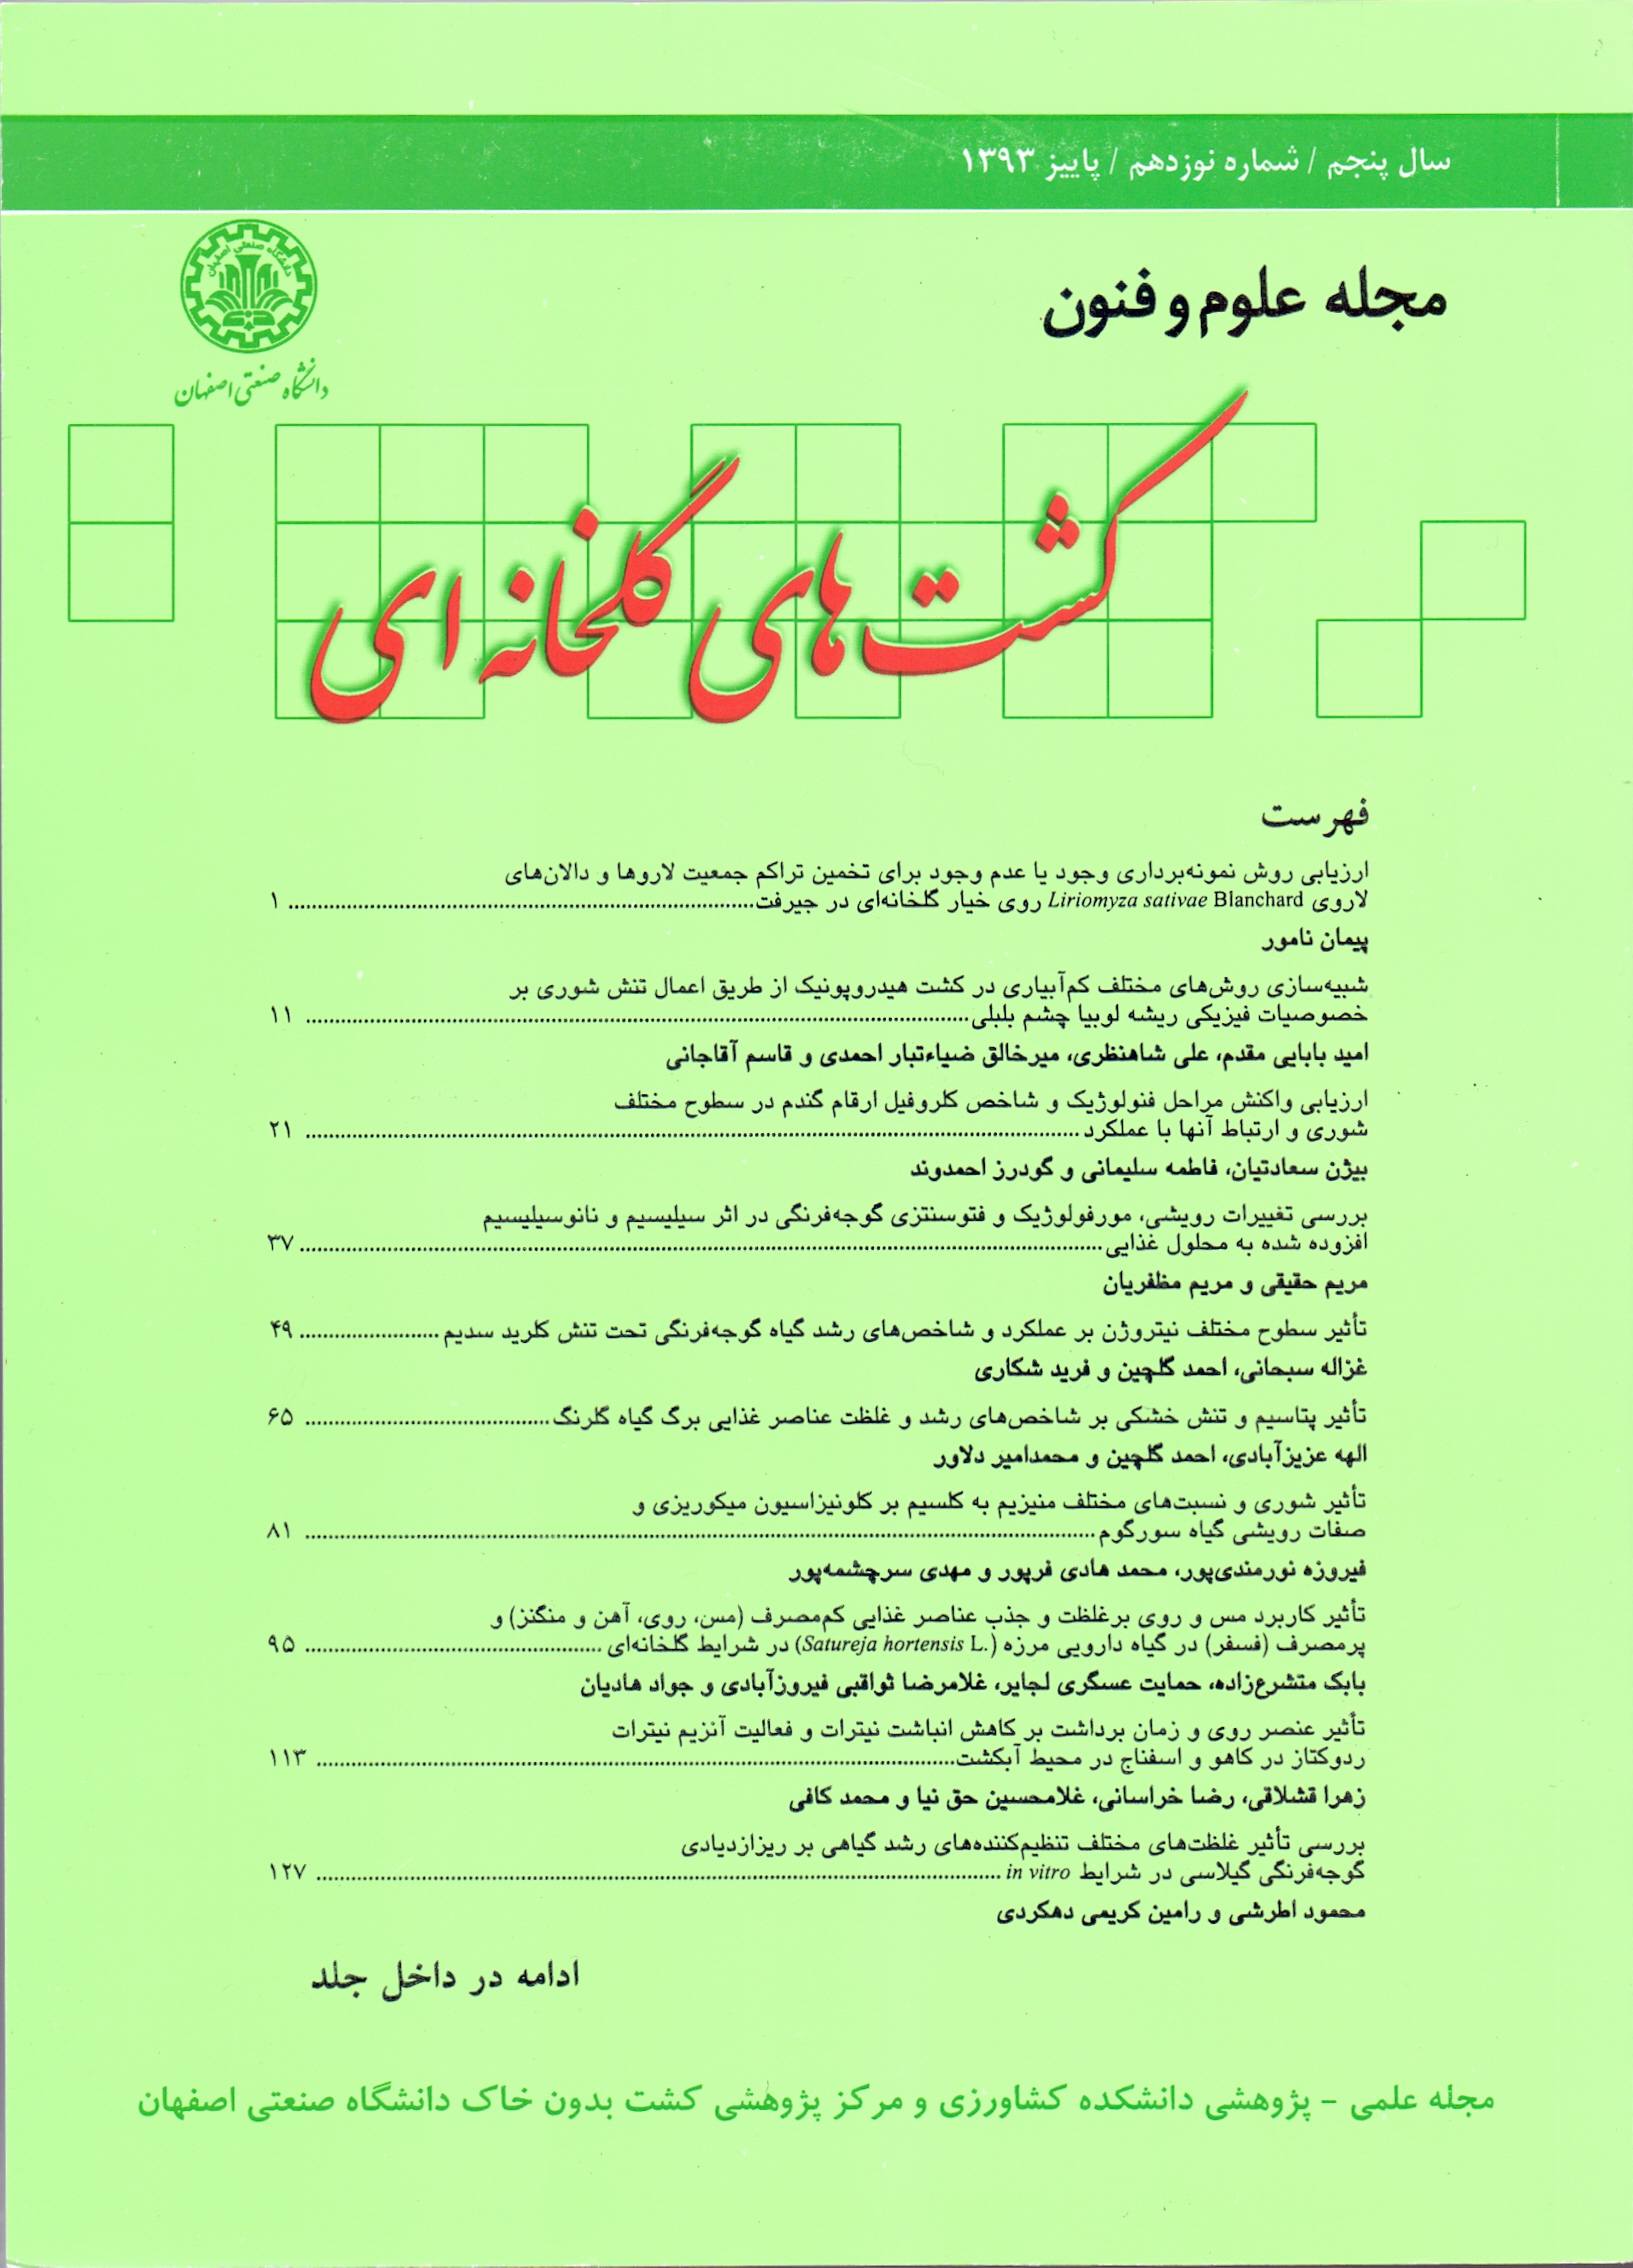 سال پنجم / شماره نوزدهم / پاییز ۱۳۹۳
مجله علوم و فنون
دانشگاه صنعتی اصفهان
دانشگاه صنعتی اصفهان
کشت‌های گلخانه‌ای
فهرست
ارزیابی روش نمونه‌برداری وجود یا عدم وجود برای تخمین تراکم جمعیت لاروها و دالان‌های
لاروی Liriomyza sativae Blanchard روی خیار گلخانه‌ای در جیرفت ........ ۱
پیمان نامور
شبیه‌سازی روش‌های مختلف کم‌آبیاری در کشت هیدروپونیک از طریق اعمال تنش شوری بر
خصوصیات فیزیکی ریشه لوبیا چشم بلبلی ........ ۱۱
امید بابایی مقدم، علی شاهنظری، میرخالق ضیاءتبار احمدی و قاسم آقاجانی
ارزیابی واکنش مراحل فنولوژیک و شاخص کلروفیل ارقام گندم در سطوح مختلف
شوری و ارتباط آنها با عملکرد ........ ۲۱
بیژن سعادتیان، فاطمه سلیمانی و گودرز احمدوند
بررسی تغییرات رویشی، مورفولوژیک و فتوسنتزی گوجه‌فرنگی در اثر سیلیسیم و نانوسیلیسیم
افزوده شده به محلول غذایی ........ ۳۷
مریم حقیقی و مریم مظفریان
تأثیر سطوح مختلف نیتروژن بر عملکرد و شاخص‌های رشد گیاه گوجه‌فرنگی تحت تنش کلرید سدیم ........ ۴۹
غزاله سبحانی، احمد گلچین و فرید شکاری
تأثیر پتاسیم و تنش خشکی بر شاخص‌های رشد و غلظت عناصر غذایی برگ گیاه گلرنگ ........ ۶۵
الهه عزیزآبادی، احمد گلچین و محمدامیر دلاور
تأثیر شوری و نسبت‌های مختلف منیزیم به کلسیم بر کلونیزاسیون میکوریزی و
صفات رویشی گیاه سورگوم ........ ۸۱
فیروزه نورمندی‌پور، محمد هادی فرپور و مهدی سرچشمه‌پور
تأثیر کاربرد مس و روی برغلظت و جذب عناصر غذایی کم‌مصرف (مس، روی، آهن و منگنز) و
پرمصرف (فسفر) در گیاه دارویی مرزه (Satureja hortensis L.) در شرایط گلخانه‌ای ........ ۹۵
بابک متشرع‌زاده، حمایت عسگری لجایر، غلامرضا ثواقبی فیروزآبادی و جواد هادیان
تأثیر عنصر روی و زمان برداشت بر کاهش انباشت نیترات و فعالیت آنزیم نیترات
ردوکتاز در کاهو و اسفناج در محیط آبکشت ........ ۱۱۳
زهرا قشلاقی، رضا خراسانی، غلامحسین حق نیا و محمد کافی
بررسی تأثیر غلظت‌های مختلف تنظیم‌کننده‌های رشد گیاهی بر ریزازدیادی
گوجه‌فرنگی گیلاسی در شرایط in vitro ........ ۱۲۷
محمود اطرشی و رامین کریمی دهکردی
ادامه در داخل جلد
مجله علمی - پژوهشی دانشکده کشاورزی و مرکز پژوهشی کشت بدون خاک دانشگاه صنعتی اصفهان